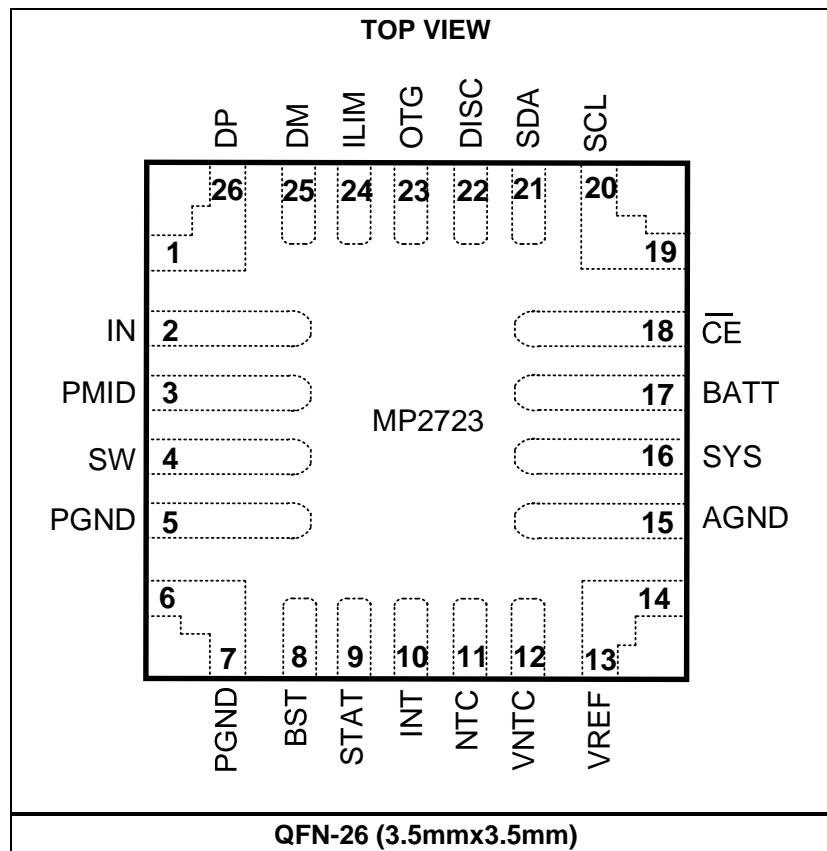 TOP VIEW
DP DM ILIM OTG DISC SDA SCL
26 25 24 23 22 21 20
1 19
IN 2 18 C̅E̅
PMID 3 17 BATT
MP2723
SW 4 16 SYS
PGND 5 15 AGND
6 14
7 8 9 10 11 12 13
PGND BST STAT INT NTC VNTC VREF
QFN-26 (3.5mmx3.5mm)